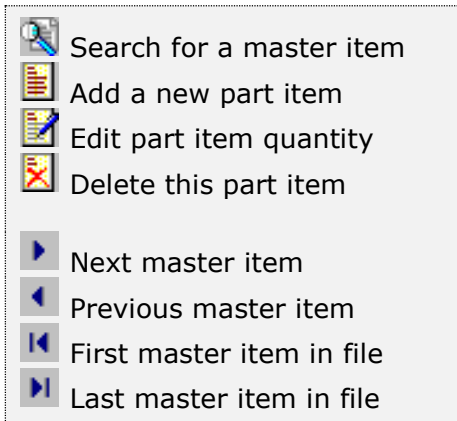 Search for a master item
Add a new part item
Edit part item quantity
Delete this part item
Next master item
Previous master item
First master item in file
Last master item in file